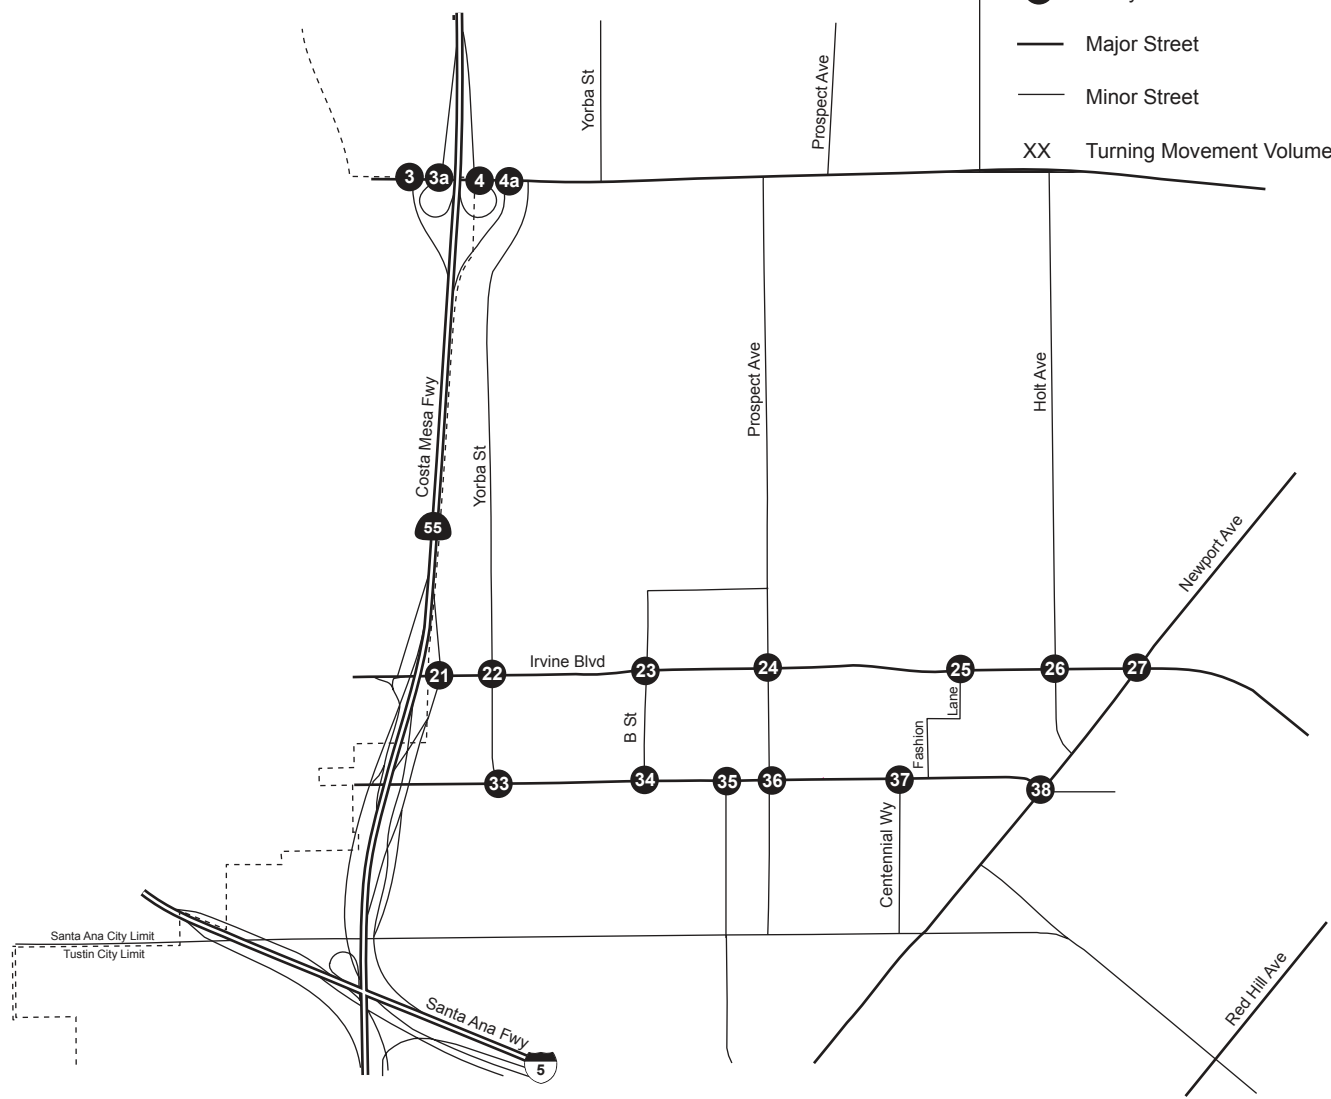 Major Street
Minor Street
XX Turning Movement Volume
Yorba St
Prospect Ave
3
3a
4
4a
Costa Mesa Fwy
Yorba St
Prospect Ave
Holt Ave
55
Newport Ave
Irvine Blvd
21
22
23
24
25
26
27
B St
Fashion
Lane
33
34
35
36
37
38
Centennial Wy
Santa Ana City Limit
Tustin City Limit
Santa Ana Fwy
5
Red Hill Ave